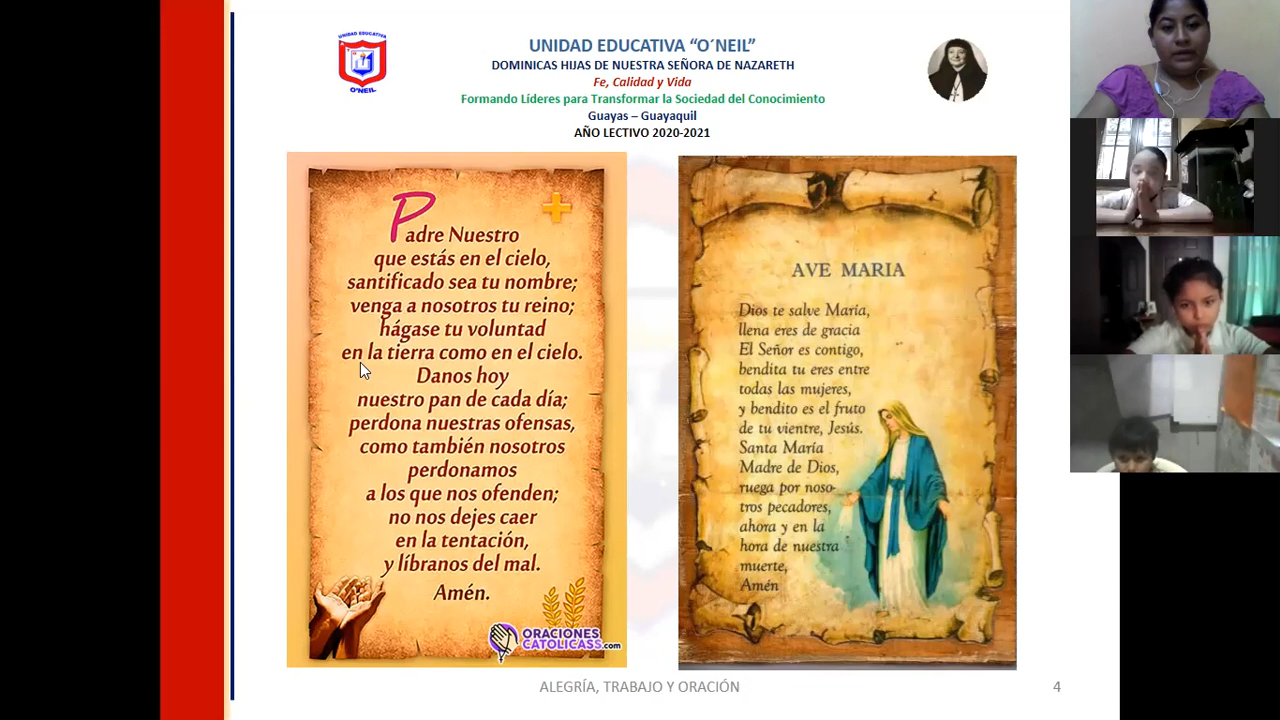 UNIDAD EDUCATIVA
O'NEIL
UNIDAD EDUCATIVA “O´NEIL”
DOMINICAS HIJAS DE NUESTRA SEÑORA DE NAZARETH
Fe, Calidad y Vida
Formando Líderes para Transformar la Sociedad del Conocimiento
Guayas – Guayaquil
AÑO LECTIVO 2020-2021
Padre Nuestro
que estás en el cielo,
santificado sea tu nombre;
venga a nosotros tu reino;
hágase tu voluntad
en la tierra como en el cielo.
Danos hoy
nuestro pan de cada día;
perdona nuestras ofensas,
como también nosotros
perdonamos
a los que nos ofenden;
no nos dejes caer
en la tentación,
y líbranos del mal.
Amén.
ORACIONES
CATOLICASS.com
AVE MARIA
Dios te salve María,
llena eres de gracia
El Señor es contigo,
bendita tu eres entre
todas las mujeres,
y bendito es el fruto
de tu vientre, Jesús.
Santa María
Madre de Dios,
ruega por noso-
tros pecadores,
ahora y en la
hora de nuestra
muerte,
Amén
ALEGRÍA, TRABAJO Y ORACIÓN
4